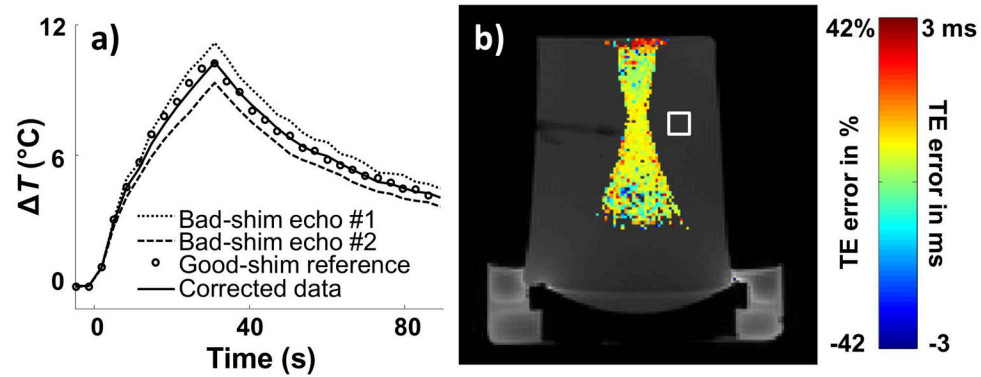 a)
12
6
0
ΔT (°C)
Bad-shim echo #1
Bad-shim echo #2
Good-shim reference
Corrected data
0 40 80
Time (s)
b)
42%
TE error in %
-42
3 ms
TE error in ms
-3